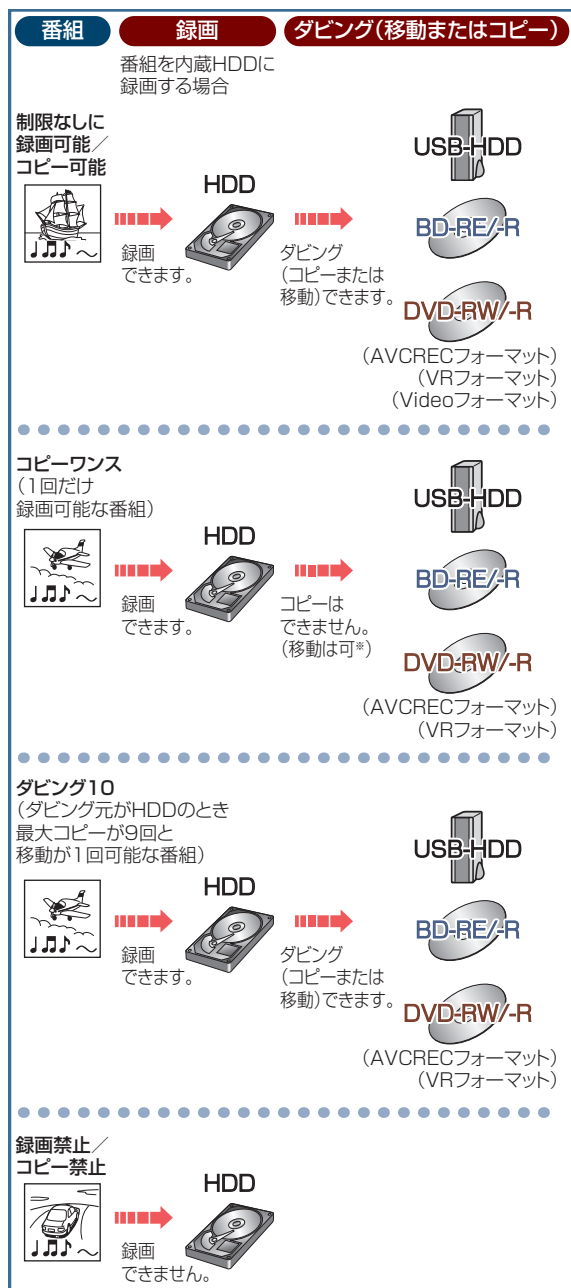 番組
録画
ダビング(移動またはコピー)
番組を内蔵HDDに
録画する場合
制限なしに
録画可能/
コピー可能
HDD
録画
できます。
ダビング
(コピーまたは
移動)できます。
USB-HDD
BD-RE/-R
DVD-RW/-R
(AVCRECフォーマット)
(VRフォーマット)
(Videoフォーマット)
コピーワンス
(1回だけ
録画可能な番組)
HDD
録画
できます。
コピーは
できません。
(移動は可※)
USB-HDD
BD-RE/-R
DVD-RW/-R
(AVCRECフォーマット)
(VRフォーマット)
ダビング10
(ダビング元がHDDのとき
最大コピーが9回と
移動が1回可能な番組)
HDD
録画
できます。
ダビング
(コピーまたは
移動)できます。
USB-HDD
BD-RE/-R
DVD-RW/-R
(AVCRECフォーマット)
(VRフォーマット)
録画禁止/
コピー禁止
HDD
録画
できません。